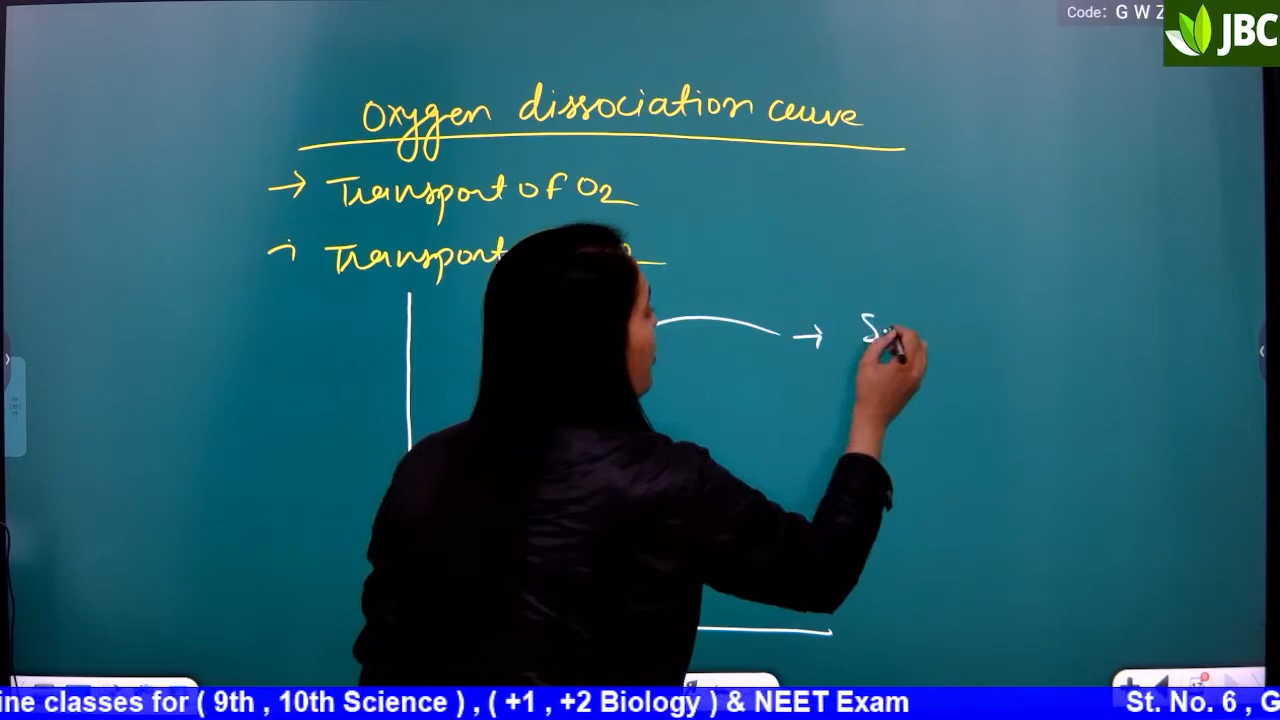 Code: G W Z
JBC
Oxygen dissociation curve
→ Transport of O2
Transport
→ S
ine classes for ( 9th , 10th Science ) , ( +1 , +2 Biology ) & NEET Exam
St. No. 6 , G